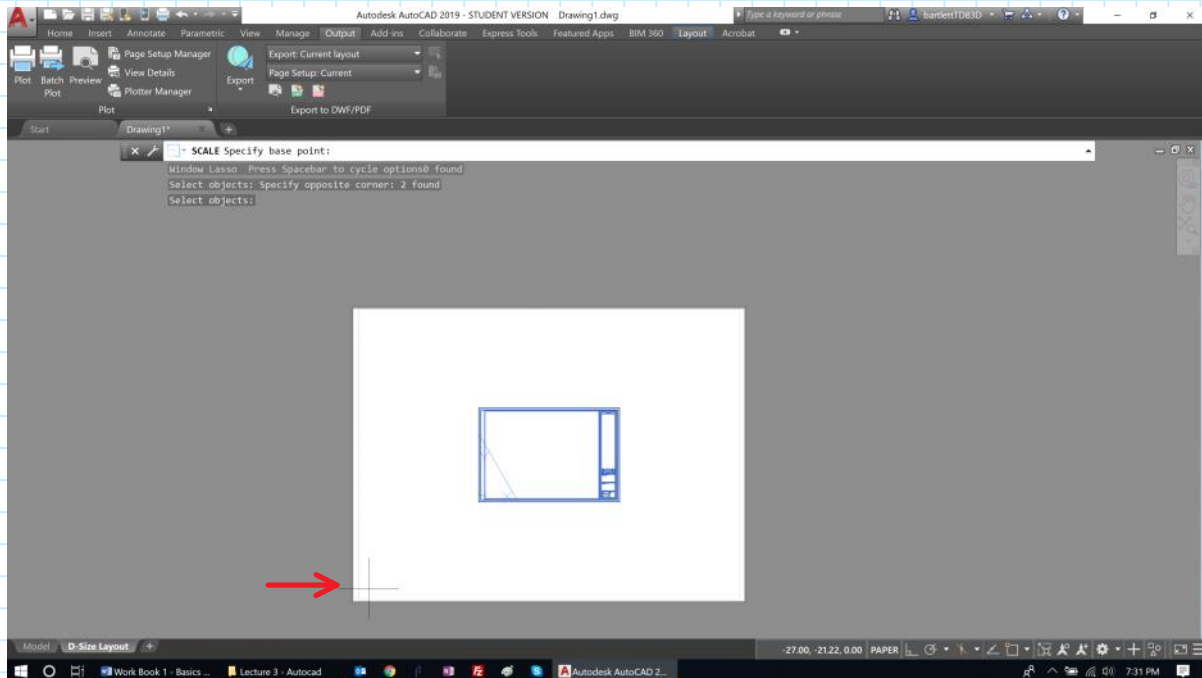 Autodesk AutoCAD 2019 - STUDENT VERSION Drawing1.dwg
Type a keyword or phrase
bartlettTDB3D
Home Insert Annotate Parametric View Manage Output Add-ins Collaborate Express Tools Featured Apps BIM 360 Layout Acrobat
Page Setup Manager
Export: Current layout
View Details
Page Setup: Current
Plot Batch Plot Preview
Plotter Manager
Export
Plot
Export to DWF/PDF
Start Drawing1*
SCALE Specify base point:
Window Lasso Press Spacebar to cycle options0 found
Select objects: Specify opposite corner: 2 found
Select objects:
Model D-Size Layout
-27.00, -21.22, 0.00 PAPER
Work Book 1 - Basics ... Lecture 3 - Autocad Autodesk AutoCAD 2... 7:31 PM